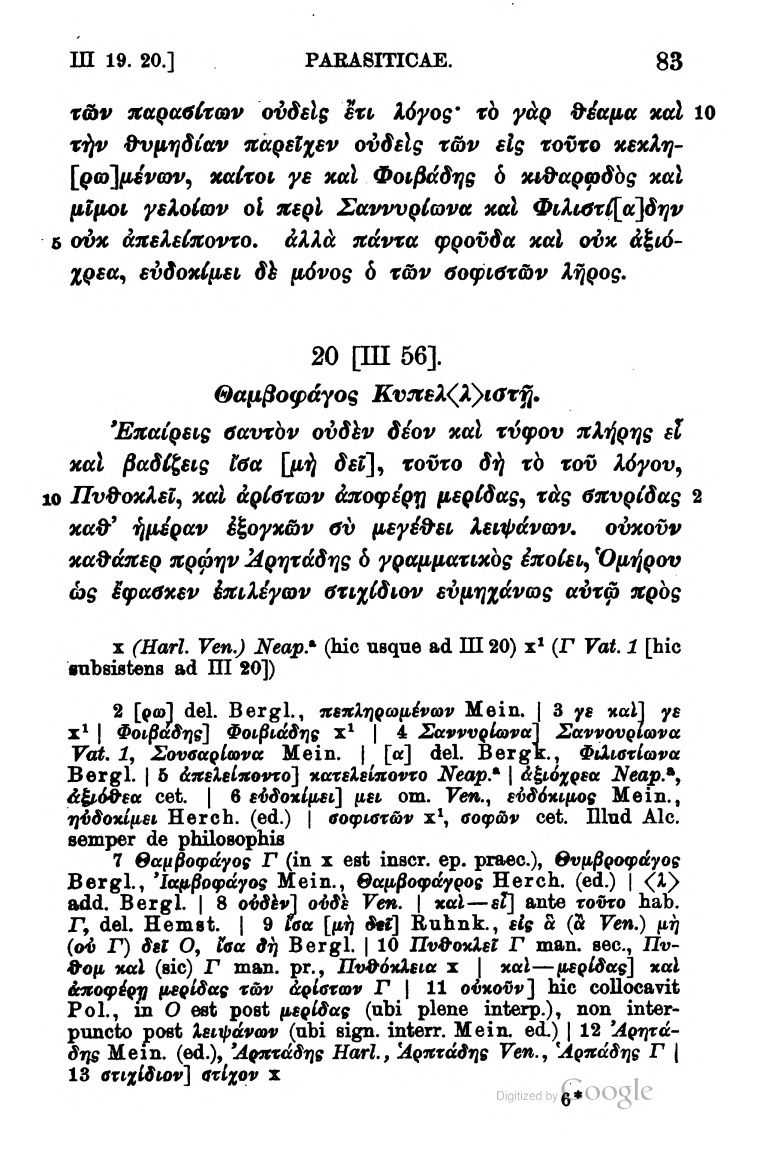 III 19. 20.] PARASITICAE. 83
τῶν παρασίτων οὐδεὶς ἔτι λόγος· τὸ γὰρ θέαμα καὶ 10
τὴν θυμηδίαν παρεῖχεν οὐδεὶς τῶν εἰς τοῦτο κεκλη-
[ρω]μένων, καίτοι γε καὶ Φοιβάδης ὁ κιθαρῳδὸς καὶ
μῖμοι γελοίων οἱ περὶ Σαννυρίωνα καὶ Φιλιστί[α]δην
5 οὐκ ἀπελείποντο. ἀλλὰ πάντα φροῦδα καὶ οὐκ ἀξιό-
χρεα, εὐδοκίμει δὲ μόνος ὁ τῶν σοφιστῶν λῆρος.
20 [III 56].
Θαμβοφάγος Κυπελ⟨λ⟩ιστῇ.
Ἐπαίρεις σαυτὸν οὐδὲν δέον καὶ τύφου πλήρης εἶ
καὶ βαδίζεις ἴσα [μὴ δεῖ], τοῦτο δὴ τὸ τοῦ λόγου,
10 Πυθοκλεῖ, καὶ ἀρίστων ἀποφέρῃ μερίδας, τὰς σπυρίδας 2
καθ' ἡμέραν ἐξογκῶν σὺ μεγέθει λειψάνων. οὐκοῦν
καθάπερ πρῴην Ἀρητάδης ὁ γραμματικὸς ἐποίει, Ὁμήρου
ὡς ἔφασκεν ἐπιλέγων στιχίδιον εὐμηχάνως αὐτῷ πρὸς
x (Harl. Ven.) Neap.ᵃ (hic usque ad III 20) x¹ (Γ Vat. 1 [hic
subsistens ad III 20])
2 [ρω] del. Bergl., πεπληρωμένων Mein. | 3 γε καὶ] γε
x¹ | Φοιβάδης] Φοιβιάδης x¹ | 4 Σαννυρίωνα] Σαννουρίωνα
Vat. 1, Σουσαρίωνα Mein. | [α] del. Bergk., Φιλιστίωνα
Bergl. | 5 ἀπελείποντο] κατελείποντο Neap.ᵃ | ἀξιόχρεα Neap.ᵃ,
ἀξιόθεα cet. | 6 εὐδοκίμει] μει om. Ven., εὐδόκιμος Mein.,
ηὐδοκίμει Herch. (ed.) | σοφιστῶν x¹, σοφῶν cet. Illud Alc.
semper de philosophis
7 Θαμβοφάγος Γ (in x est inscr. ep. praec.), Θυμβροφάγος
Bergl., Ἰαμβοφάγος Mein., Θαμβοφάγρος Herch. (ed.) | ⟨λ⟩
add. Bergl. | 8 οὐδὲν] οὐδὲ Ven. | καὶ—εἶ] ante τοῦτο hab.
Γ, del. Hemst. | 9 ἴσα [μὴ δεῖ] Ruhnk., εἰς ἃ (ἃ Ven.) μὴ
(οὐ Γ) δεῖ O, ἴσα δὴ Bergl. | 10 Πυθοκλεῖ Γ man. sec., Πυ-
θομ καὶ (sic) Γ man. pr., Πυθόκλεια x | καὶ—μερίδας] καὶ
ἀποφέρῃ μερίδας τῶν ἀρίστων Γ | 11 οὐκοῦν] hic collocavit
Pol., in O est post μερίδας (ubi plene interp.), non inter-
puncto post λειψάνων (ubi sign. interr. Mein. ed.) | 12 Ἀρητά-
δης Mein. (ed.), Ἀρπτάδης Harl., Ἁρπτάδης Ven., Ἁρπάδης Γ |
13 στιχίδιον] στίχον x
Digitized by Google
6*